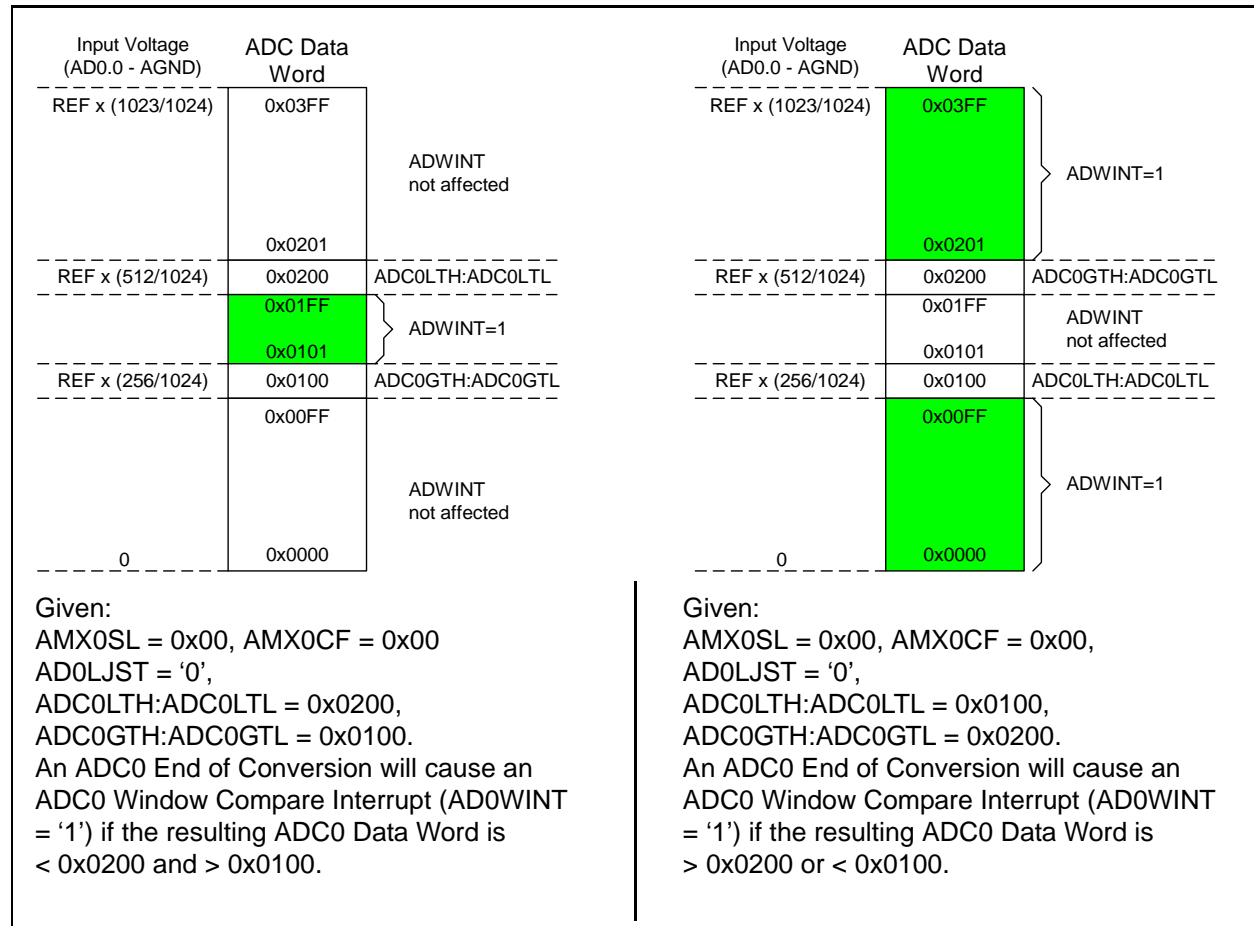 Input Voltage
(AD0.0 - AGND)
ADC Data
Word
REF x (1023/1024)
0x03FF
ADWINT
not affected
0x0201
REF x (512/1024)
0x0200
ADC0LTH:ADC0LTL
0x01FF
ADWINT=1
0x0101
REF x (256/1024)
0x0100
ADC0GTH:ADC0GTL
0x00FF
ADWINT
not affected
0
0x0000
Given:
AMX0SL = 0x00, AMX0CF = 0x00
AD0LJST = ‘0’,
ADC0LTH:ADC0LTL = 0x0200,
ADC0GTH:ADC0GTL = 0x0100.
An ADC0 End of Conversion will cause an
ADC0 Window Compare Interrupt (AD0WINT
= ‘1’) if the resulting ADC0 Data Word is
< 0x0200 and > 0x0100.
Input Voltage
(AD0.0 - AGND)
ADC Data
Word
REF x (1023/1024)
0x03FF
ADWINT=1
0x0201
REF x (512/1024)
0x0200
ADC0GTH:ADC0GTL
0x01FF
ADWINT
not affected
0x0101
REF x (256/1024)
0x0100
ADC0LTH:ADC0LTL
0x00FF
ADWINT=1
0
0x0000
Given:
AMX0SL = 0x00, AMX0CF = 0x00,
AD0LJST = ‘0’,
ADC0LTH:ADC0LTL = 0x0100,
ADC0GTH:ADC0GTL = 0x0200.
An ADC0 End of Conversion will cause an
ADC0 Window Compare Interrupt (AD0WINT
= ‘1’) if the resulting ADC0 Data Word is
> 0x0200 or < 0x0100.